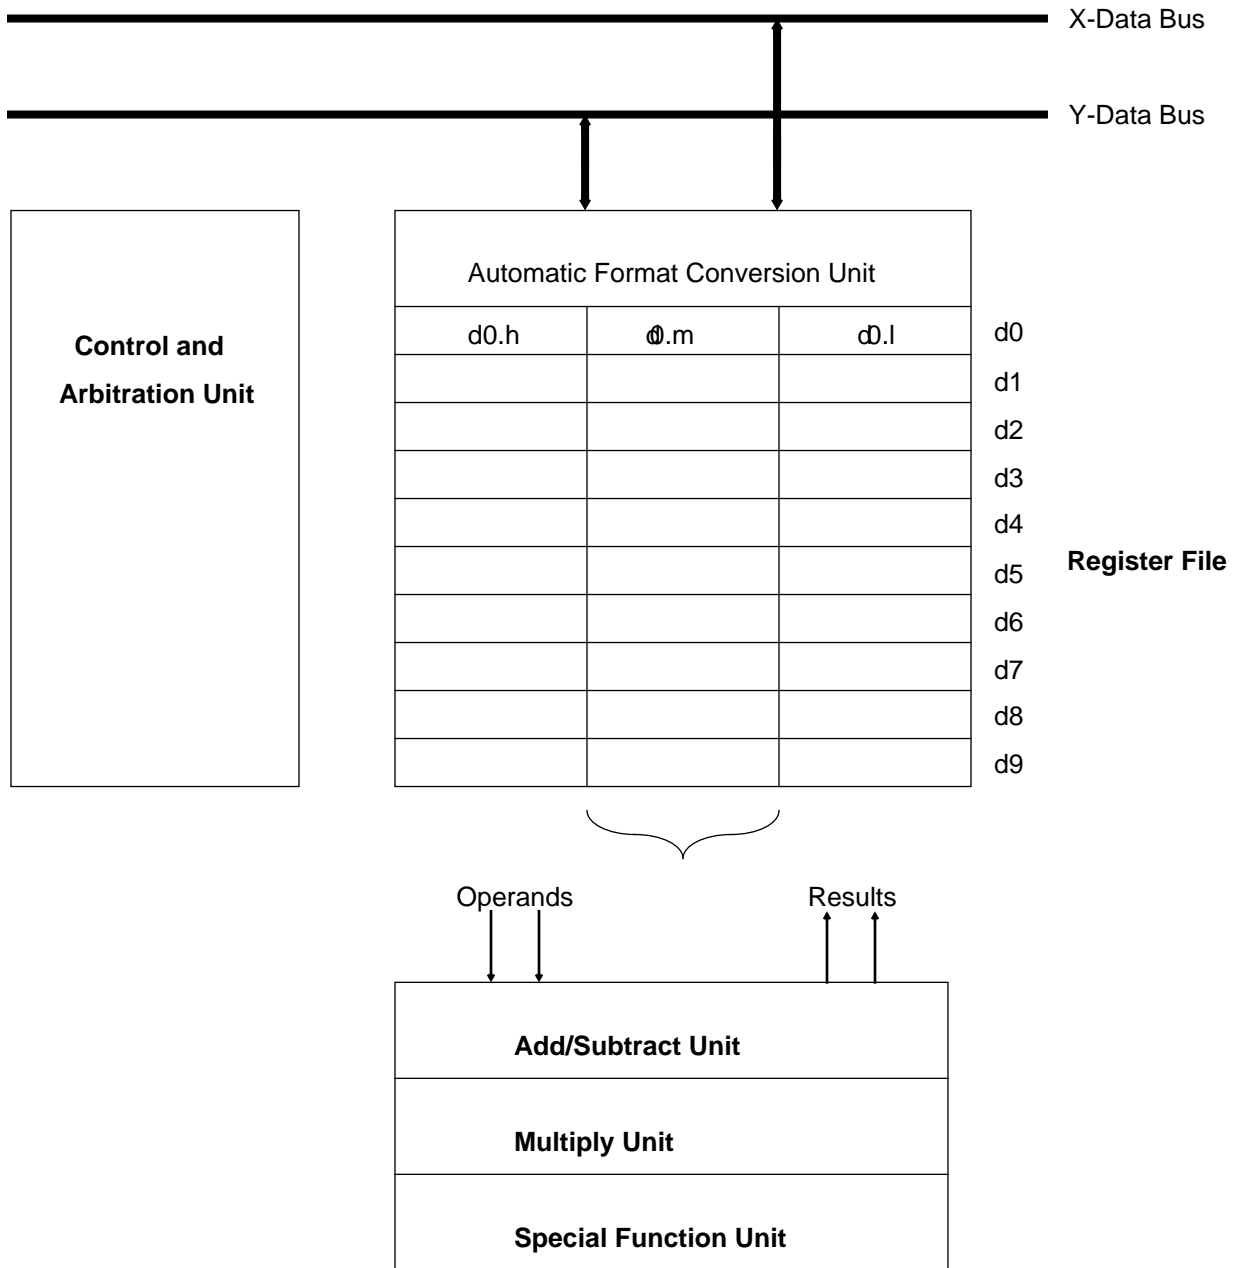 X-Data Bus
Y-Data Bus
Automatic Format Conversion Unit
Control and
Arbitration Unit
d0.h
d0.m
d0.l
d0
d1
d2
d3
d4
d5
d6
d7
d8
d9
Register File
Operands
Results
Add/Subtract Unit
Multiply Unit
Special Function Unit